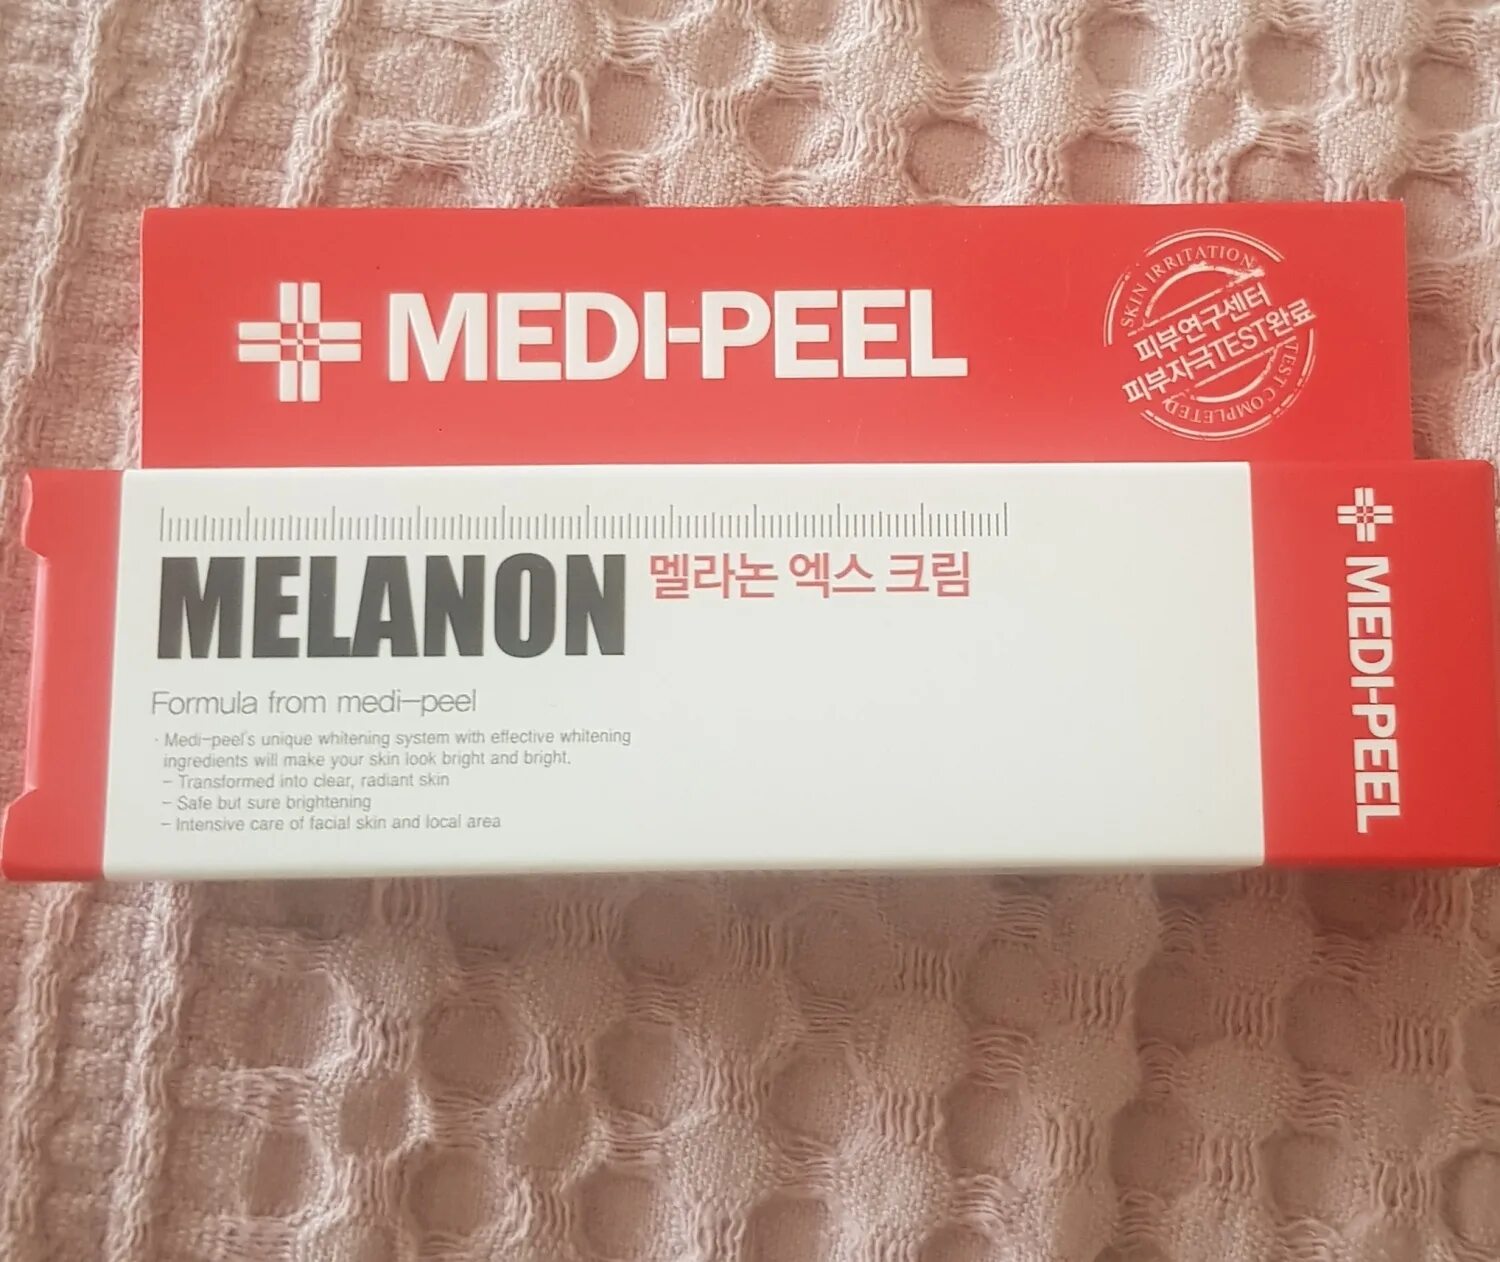 MEDI-PEEL
SKIN IRRITATION
피부연구센터
피부자극TEST완료
TEST COMPLETED
MELANON 멜라논 엑스 크림
Formula from medi-peel
· Medi-peel's unique whitening system with effective whitening
ingredients will make your skin look bright and bright.
- Transformed into clear, radiant skin
- Safe but sure brightening
- Intensive care of facial skin and local area
MEDI-PEEL